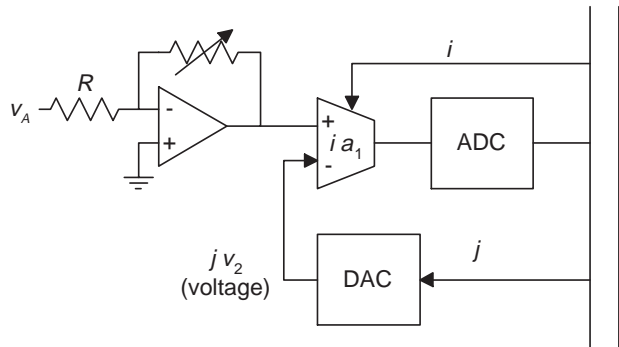 i
R
v_A
-
+
+
i a_1
-
ADC
j v_2
(voltage)
DAC
j